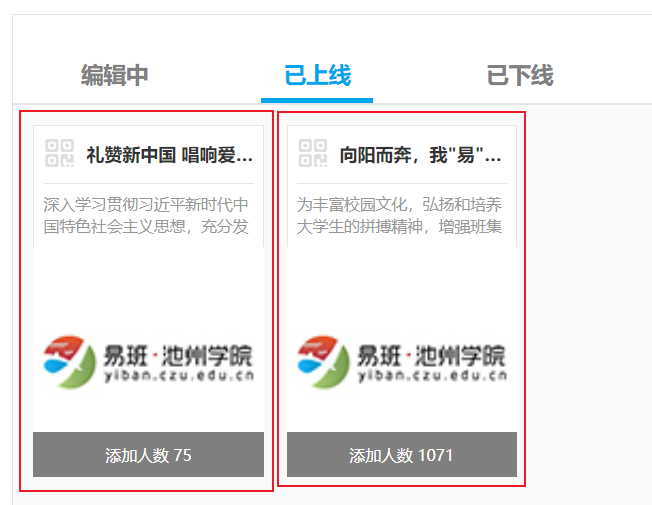 编辑中 已上线 已下线
礼赞新中国 唱响爱...
深入学习贯彻习近平新时代中
国特色社会主义思想，充分发
易班·池州学院
yiban.czu.edu.cn
添加人数 75
向阳而奔，我"易"...
为丰富校园文化，弘扬和培养
大学生的拼搏精神，增强班集
易班·池州学院
yiban.czu.edu.cn
添加人数 1071